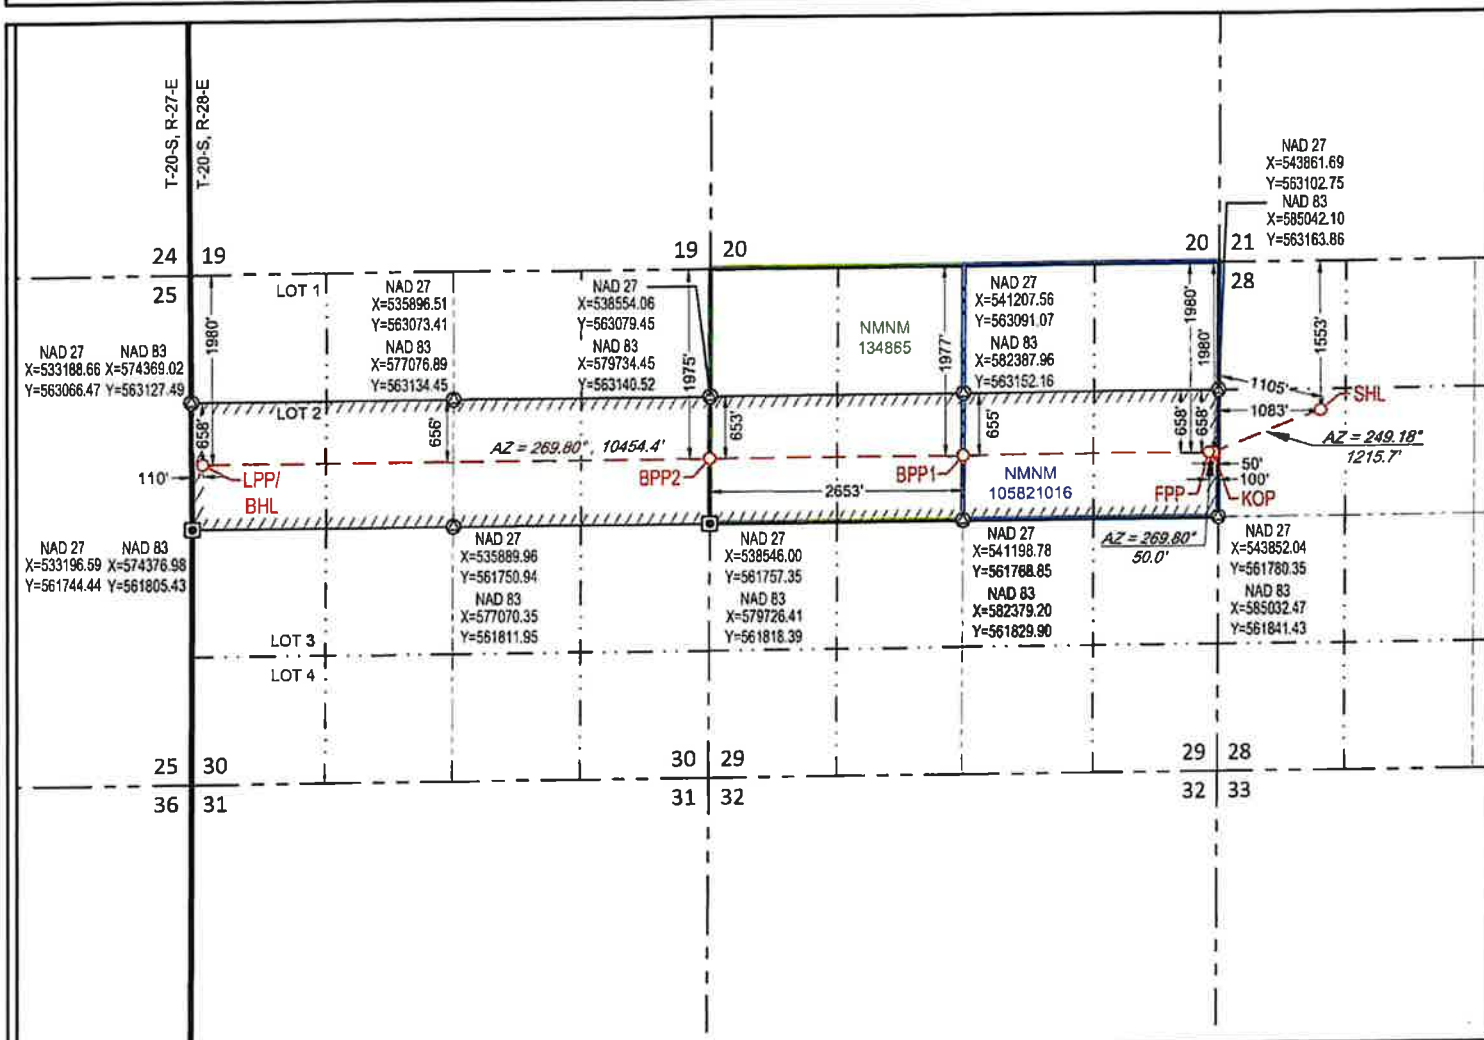 T-20-S, R-27-E
T-20-S, R-28-E
NAD 27
X=543861.69
Y=563102.75
NAD 83
X=585042.10
Y=563163.86
24 19
19 20
20 21
25
28
LOT 1
1980'
NAD 27
X=535896.51
Y=563073.41
NAD 83
X=577076.89
Y=563134.45
NAD 27
X=538554.06
Y=563079.45
NAD 83
X=579734.45
Y=563140.52
1975'
NMNM
134865
1977'
NAD 27
X=541207.56
Y=563091.07
NAD 83
X=582387.96
Y=563152.16
1980'
1980'
1553'
NAD 27 NAD 83
X=533188.66 X=574369.02
Y=563066.47 Y=563127.49
LOT 2
1105'
SHL
1083'
658'
656'
AZ = 269.80°, 10454.4'
653'
655'
658'
658'
AZ = 249.18°
1215.7'
110'
LPP/
BHL
BPP2
BPP1
2653'
NMNM
105821016
FPP
KOP
50'
100'
NAD 27 NAD 83
X=533196.59 X=574376.98
Y=561744.44 Y=561805.43
NAD 27
X=535889.96
Y=561750.94
NAD 83
X=577070.35
Y=561811.95
NAD 27
X=538546.00
Y=561757.35
NAD 83
X=579726.41
Y=561818.39
NAD 27
X=541198.78
Y=561768.85
NAD 83
X=582379.20
Y=561829.90
AZ = 269.80°
50.0'
NAD 27
X=543852.04
Y=561780.35
NAD 83
X=585032.47
Y=561841.43
LOT 3
LOT 4
25 30
30 29
29 28
36 31
31 32
32 33